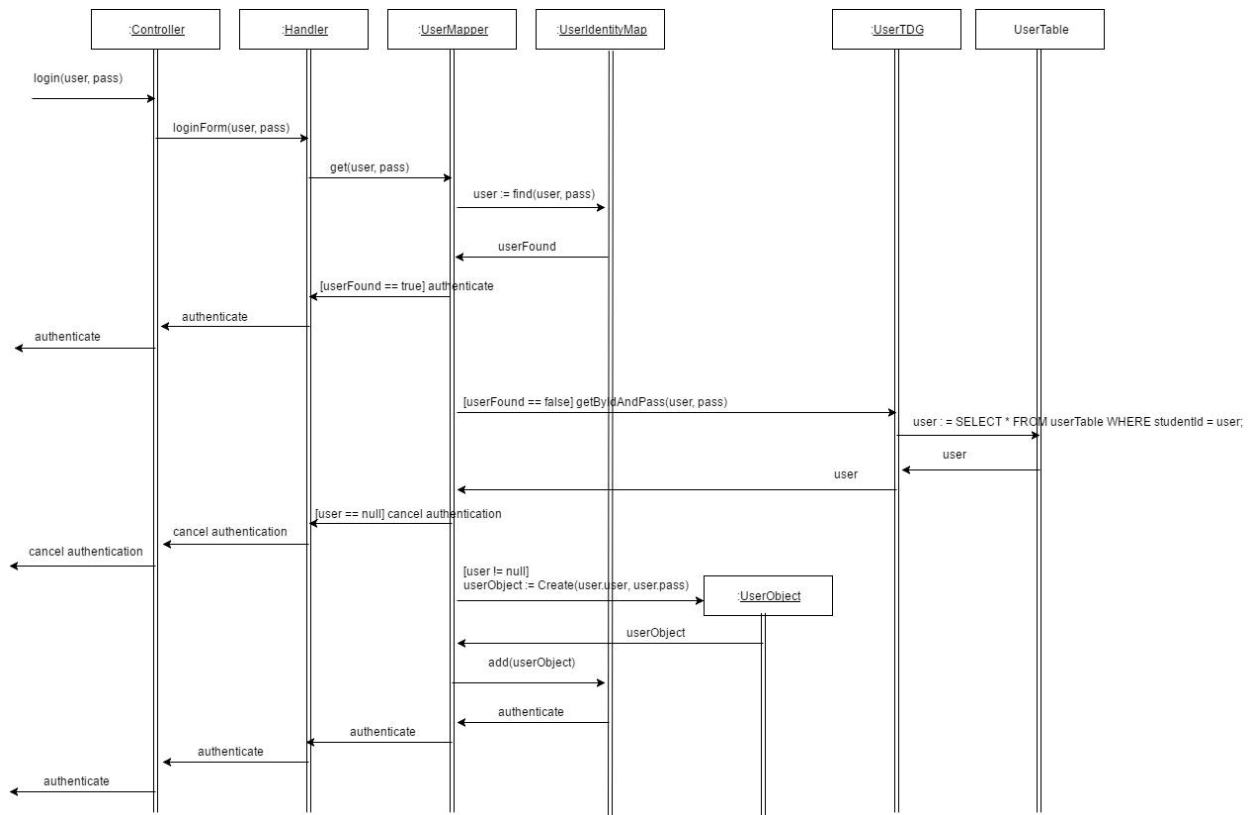 :Controller
:Handler
:UserMapper
:UserIdentityMap
:UserTDG
UserTable
login(user, pass)
loginForm(user, pass)
get(user, pass)
user := find(user, pass)
userFound
[userFound == true] authenticate
authenticate
authenticate
[userFound == false] getByIdAndPass(user, pass)
user : = SELECT * FROM userTable WHERE studentId = user;
user
user
[user == null] cancel authentication
cancel authentication
cancel authentication
[user != null]
userObject := Create(user.user, user.pass)
:UserObject
userObject
add(userObject)
authenticate
authenticate
authenticate
authenticate